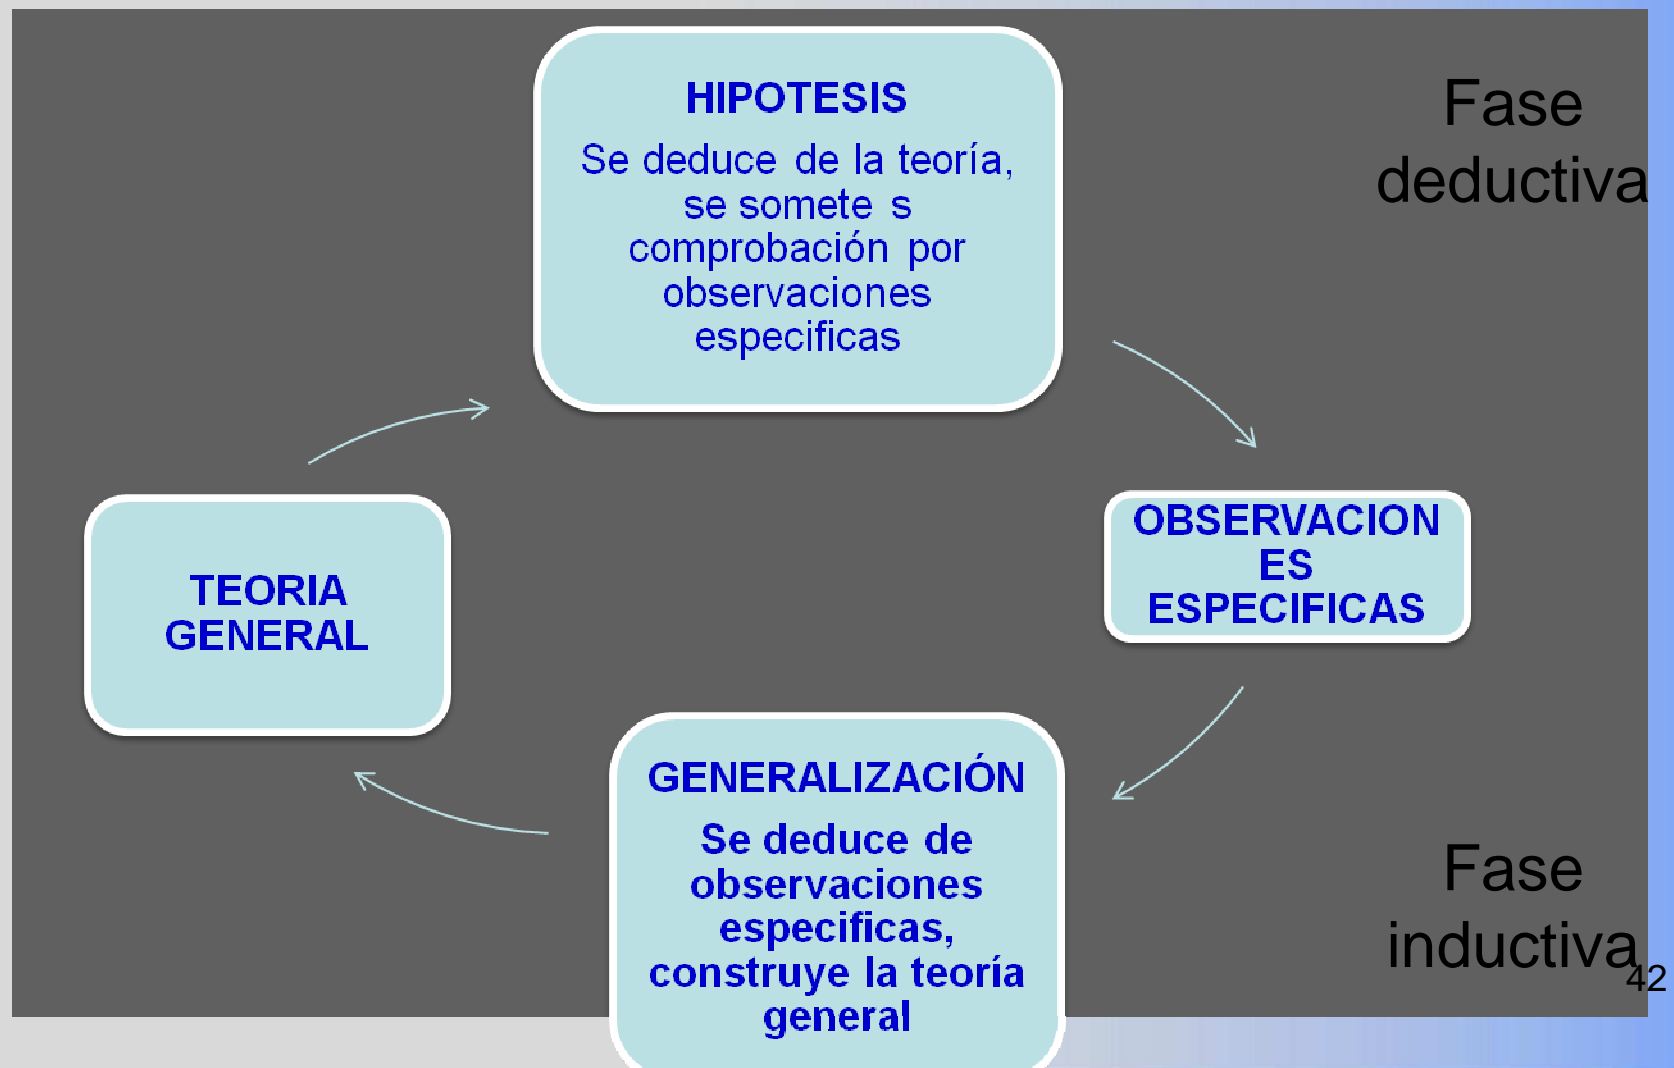 HIPOTESIS
Se deduce de la teoría,
se somete s
comprobación por
observaciones
especificas
Fase
deductiva
OBSERVACION
ES
ESPECIFICAS
TEORIA
GENERAL
GENERALIZACIÓN
Se deduce de
observaciones
especificas,
construye la teoría
general
Fase
inductiva
42